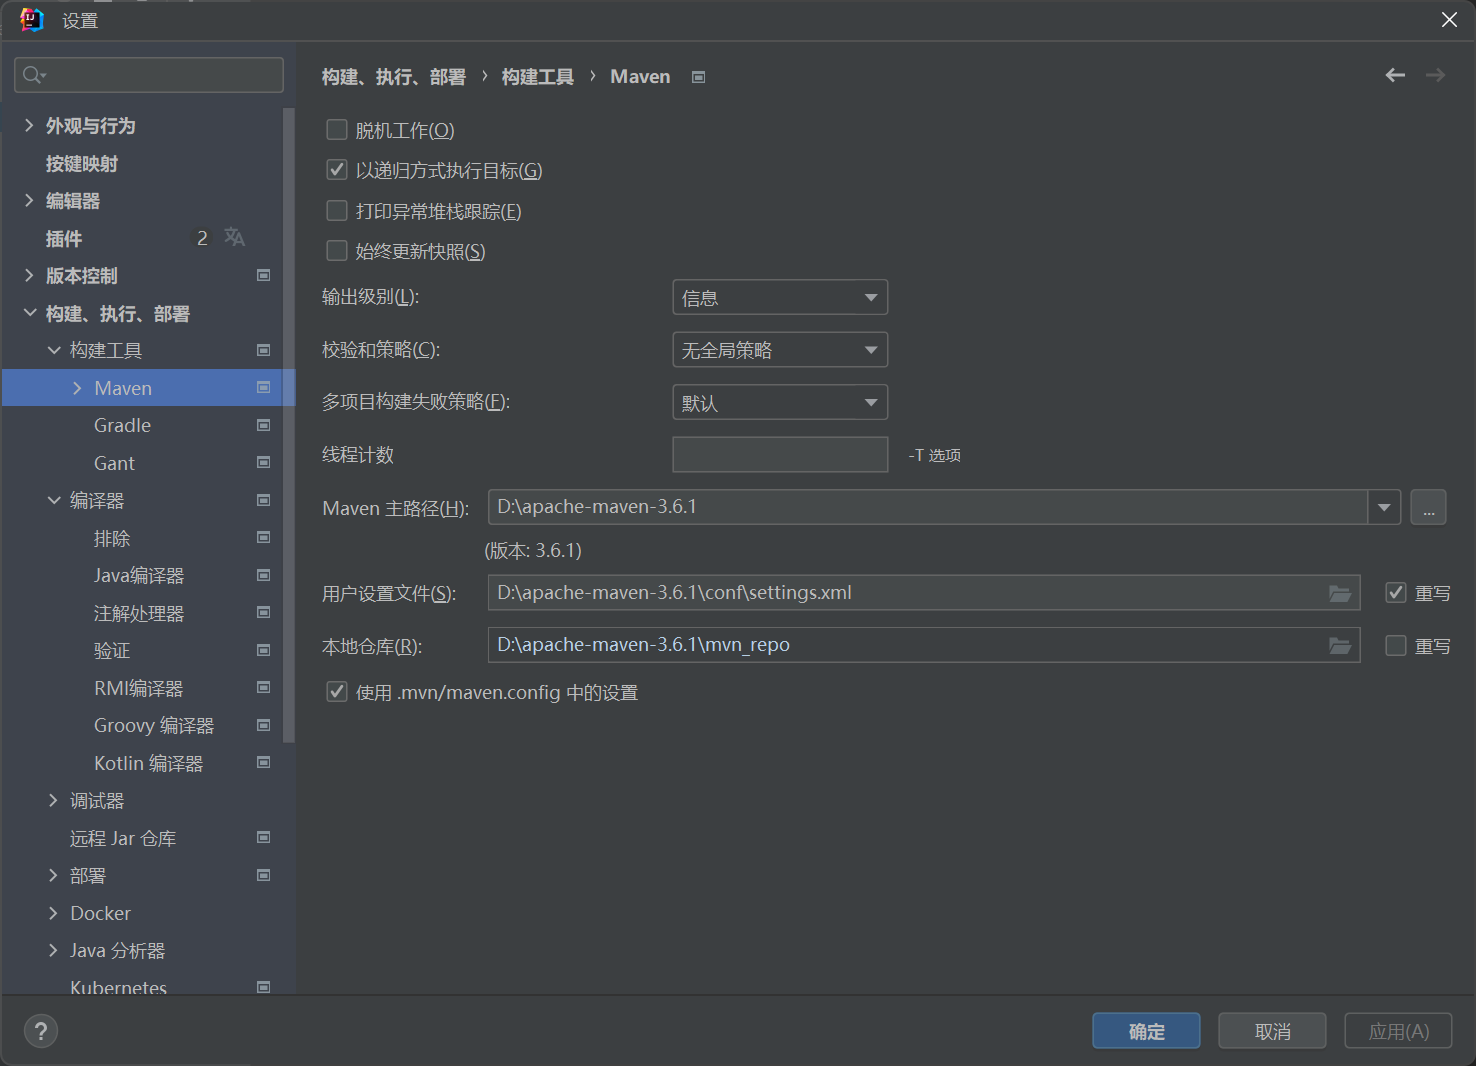 设置
构建、执行、部署 › 构建工具 › Maven
外观与行为
按键映射
编辑器
插件 2
版本控制
构建、执行、部署
构建工具
Maven
Gradle
Gant
编译器
排除
Java编译器
注解处理器
验证
RMI编译器
Groovy 编译器
Kotlin 编译器
调试器
远程 Jar 仓库
部署
Docker
Java 分析器
Kubernetes
脱机工作(O)
以递归方式执行目标(G)
打印异常堆栈跟踪(E)
始终更新快照(S)
输出级别(L): 信息
校验和策略(C): 无全局策略
多项目构建失败策略(F): 默认
线程计数 -T 选项
Maven 主路径(H): D:\apache-maven-3.6.1 ...
(版本: 3.6.1)
用户设置文件(S): D:\apache-maven-3.6.1\conf\settings.xml 重写
本地仓库(R): D:\apache-maven-3.6.1\mvn_repo 重写
使用 .mvn/maven.config 中的设置
? 确定 取消 应用(A)